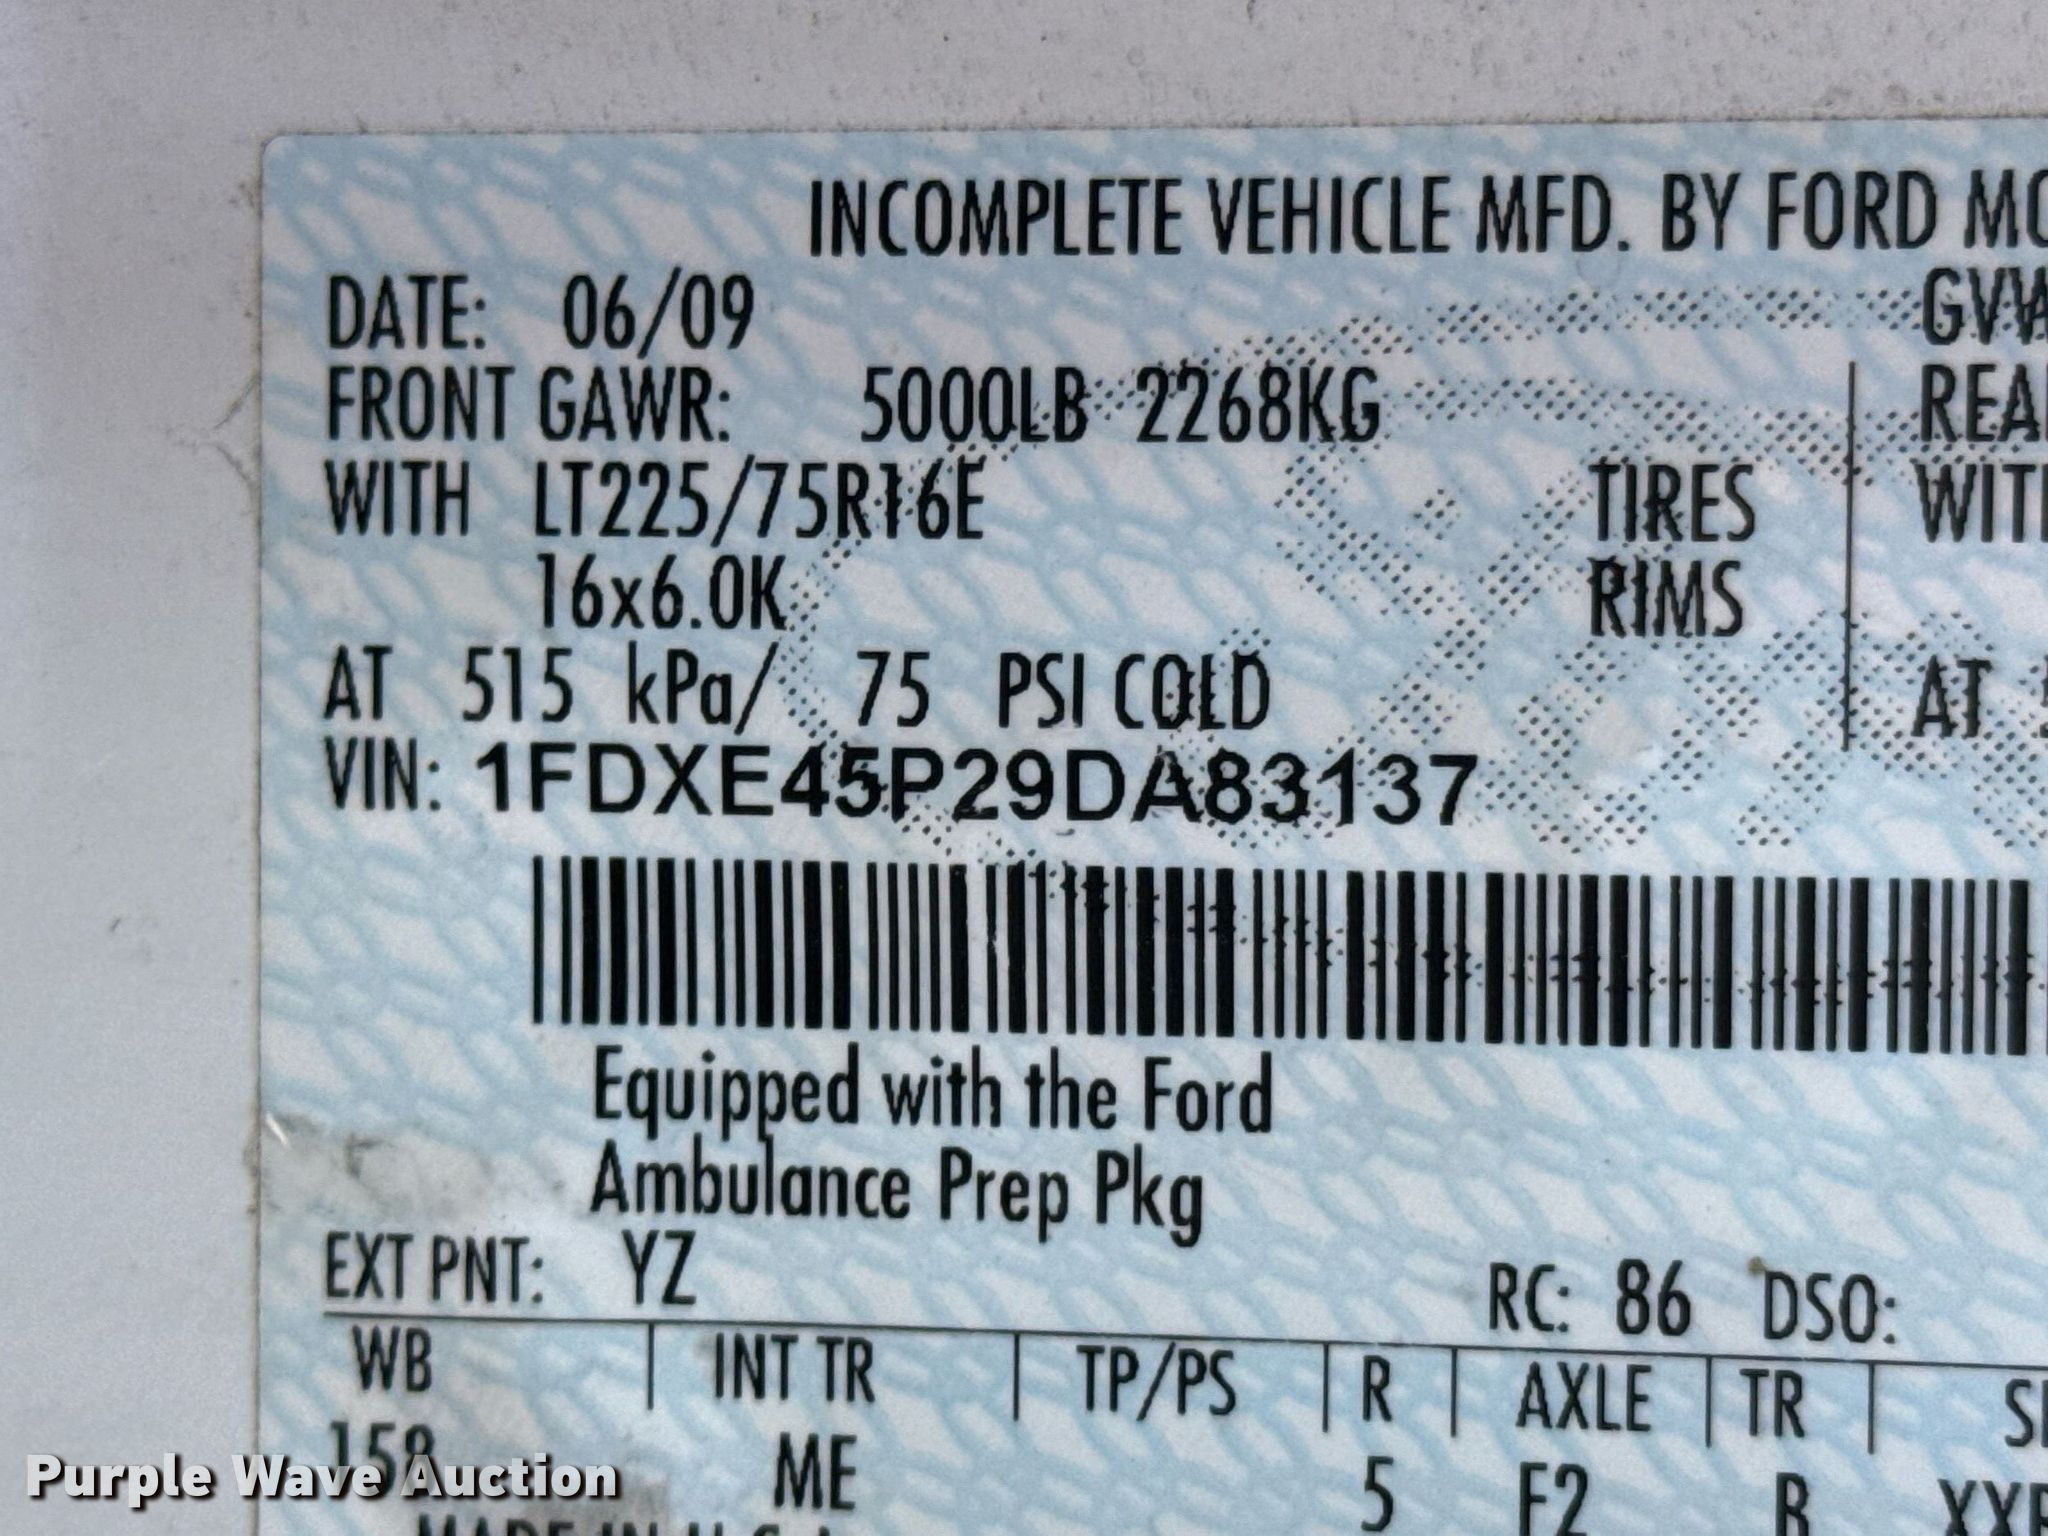 INCOMPLETE VEHICLE MFD. BY FORD
DATE: 06/09
FRONT GAWR: 5000LB 2268KG
WITH LT225/75R16E TIRES
16x6.0K RIMS
AT 515 kPa/ 75 PSI COLD AT
VIN: 1FDXE45P29DA83137
Equipped with the Ford
Ambulance Prep Pkg
EXT PNT: YZ RC: 86 DSO:
WB INT TR TP/PS R AXLE TR
158 ME 5 F2 B
Purple Wave Auction